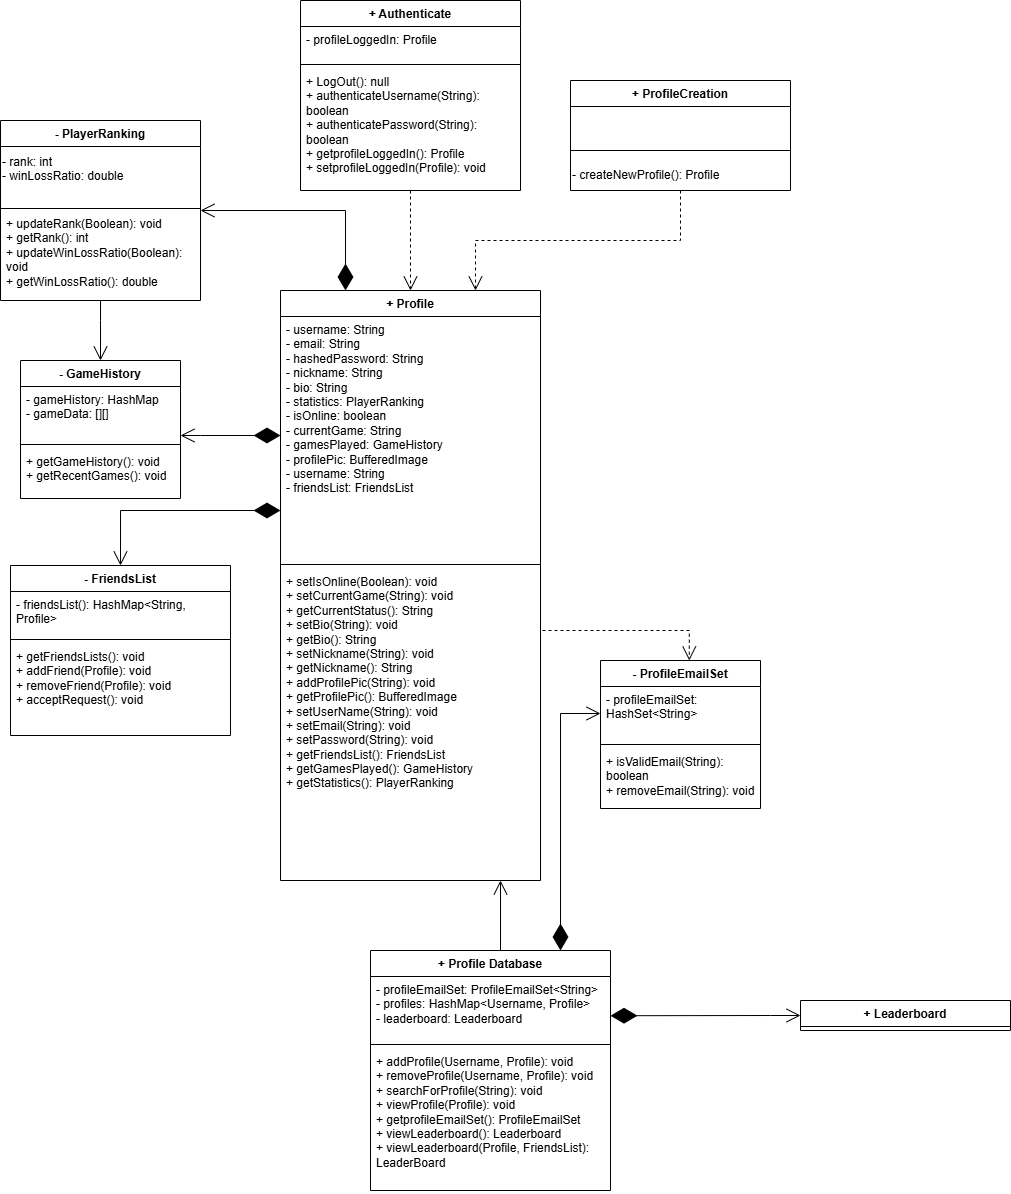 + Authenticate
- profileLoggedIn: Profile
+ LogOut(): null
+ authenticateUsername(String):
boolean
+ authenticatePassword(String):
boolean
+ getprofileLoggedIn(): Profile
+ setprofileLoggedIn(Profile): void
+ ProfileCreation
- createNewProfile(): Profile
- PlayerRanking
- rank: int
- winLossRatio: double
+ updateRank(Boolean): void
+ getRank(): int
+ updateWinLossRatio(Boolean):
void
+ getWinLossRatio(): double
+ Profile
- username: String
- email: String
- hashedPassword: String
- nickname: String
- bio: String
- statistics: PlayerRanking
- isOnline: boolean
- currentGame: String
- gamesPlayed: GameHistory
- profilePic: BufferedImage
- username: String
- friendsList: FriendsList
+ setIsOnline(Boolean): void
+ setCurrentGame(String): void
+ getCurrentStatus(): String
+ setBio(String): void
+ getBio(): String
+ setNickname(String): void
+ getNickname(): String
+ addProfilePic(String): void
+ getProfilePic(): BufferedImage
+ setUserName(String): void
+ setEmail(String): void
+ setPassword(String): void
+ getFriendsList(): FriendsList
+ getGamesPlayed(): GameHistory
+ getStatistics(): PlayerRanking
- GameHistory
- gameHistory: HashMap
- gameData: [][]
+ getGameHistory(): void
+ getRecentGames(): void
- FriendsList
- friendsList(): HashMap<String,
Profile>
+ getFriendsLists(): void
+ addFriend(Profile): void
+ removeFriend(Profile): void
+ acceptRequest(): void
- ProfileEmailSet
- profileEmailSet:
HashSet<String>
+ isValidEmail(String):
boolean
+ removeEmail(String): void
+ Profile Database
- profileEmailSet: ProfileEmailSet<String>
- profiles: HashMap<Username, Profile>
- leaderboard: Leaderboard
+ addProfile(Username, Profile): void
+ removeProfile(Username, Profile): void
+ searchForProfile(String): void
+ viewProfile(Profile): void
+ getprofileEmailSet(): ProfileEmailSet
+ viewLeaderboard(): Leaderboard
+ viewLeaderboard(Profile, FriendsList):
LeaderBoard
+ Leaderboard